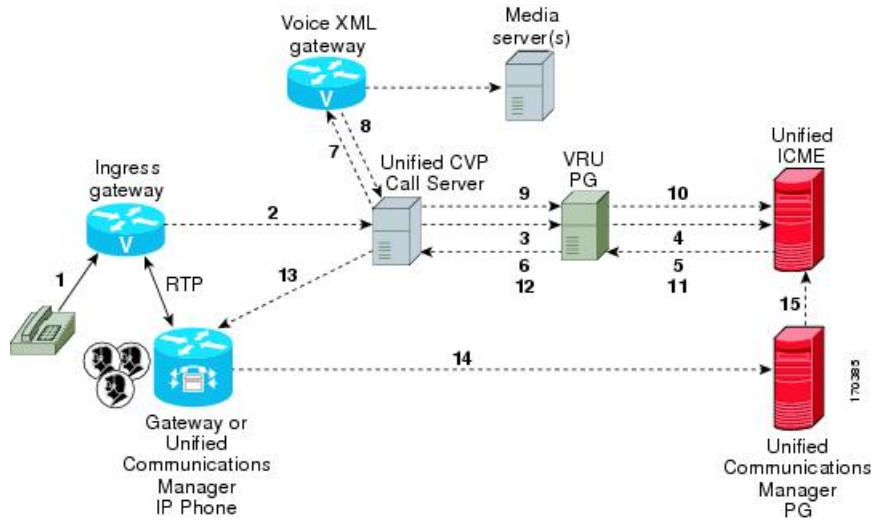 Voice XML
gateway
Media
server(s)
8
7
Unified CVP
Call Server
VRU
PG
Unified
ICME
Ingress
gateway
2
9
10
V
V
3
4
1
RTP
13
6
5
12
11
15
14
170385
Gateway or
Unified
Communications
Manager
IP Phone
Unified
Communications
Manager
PG